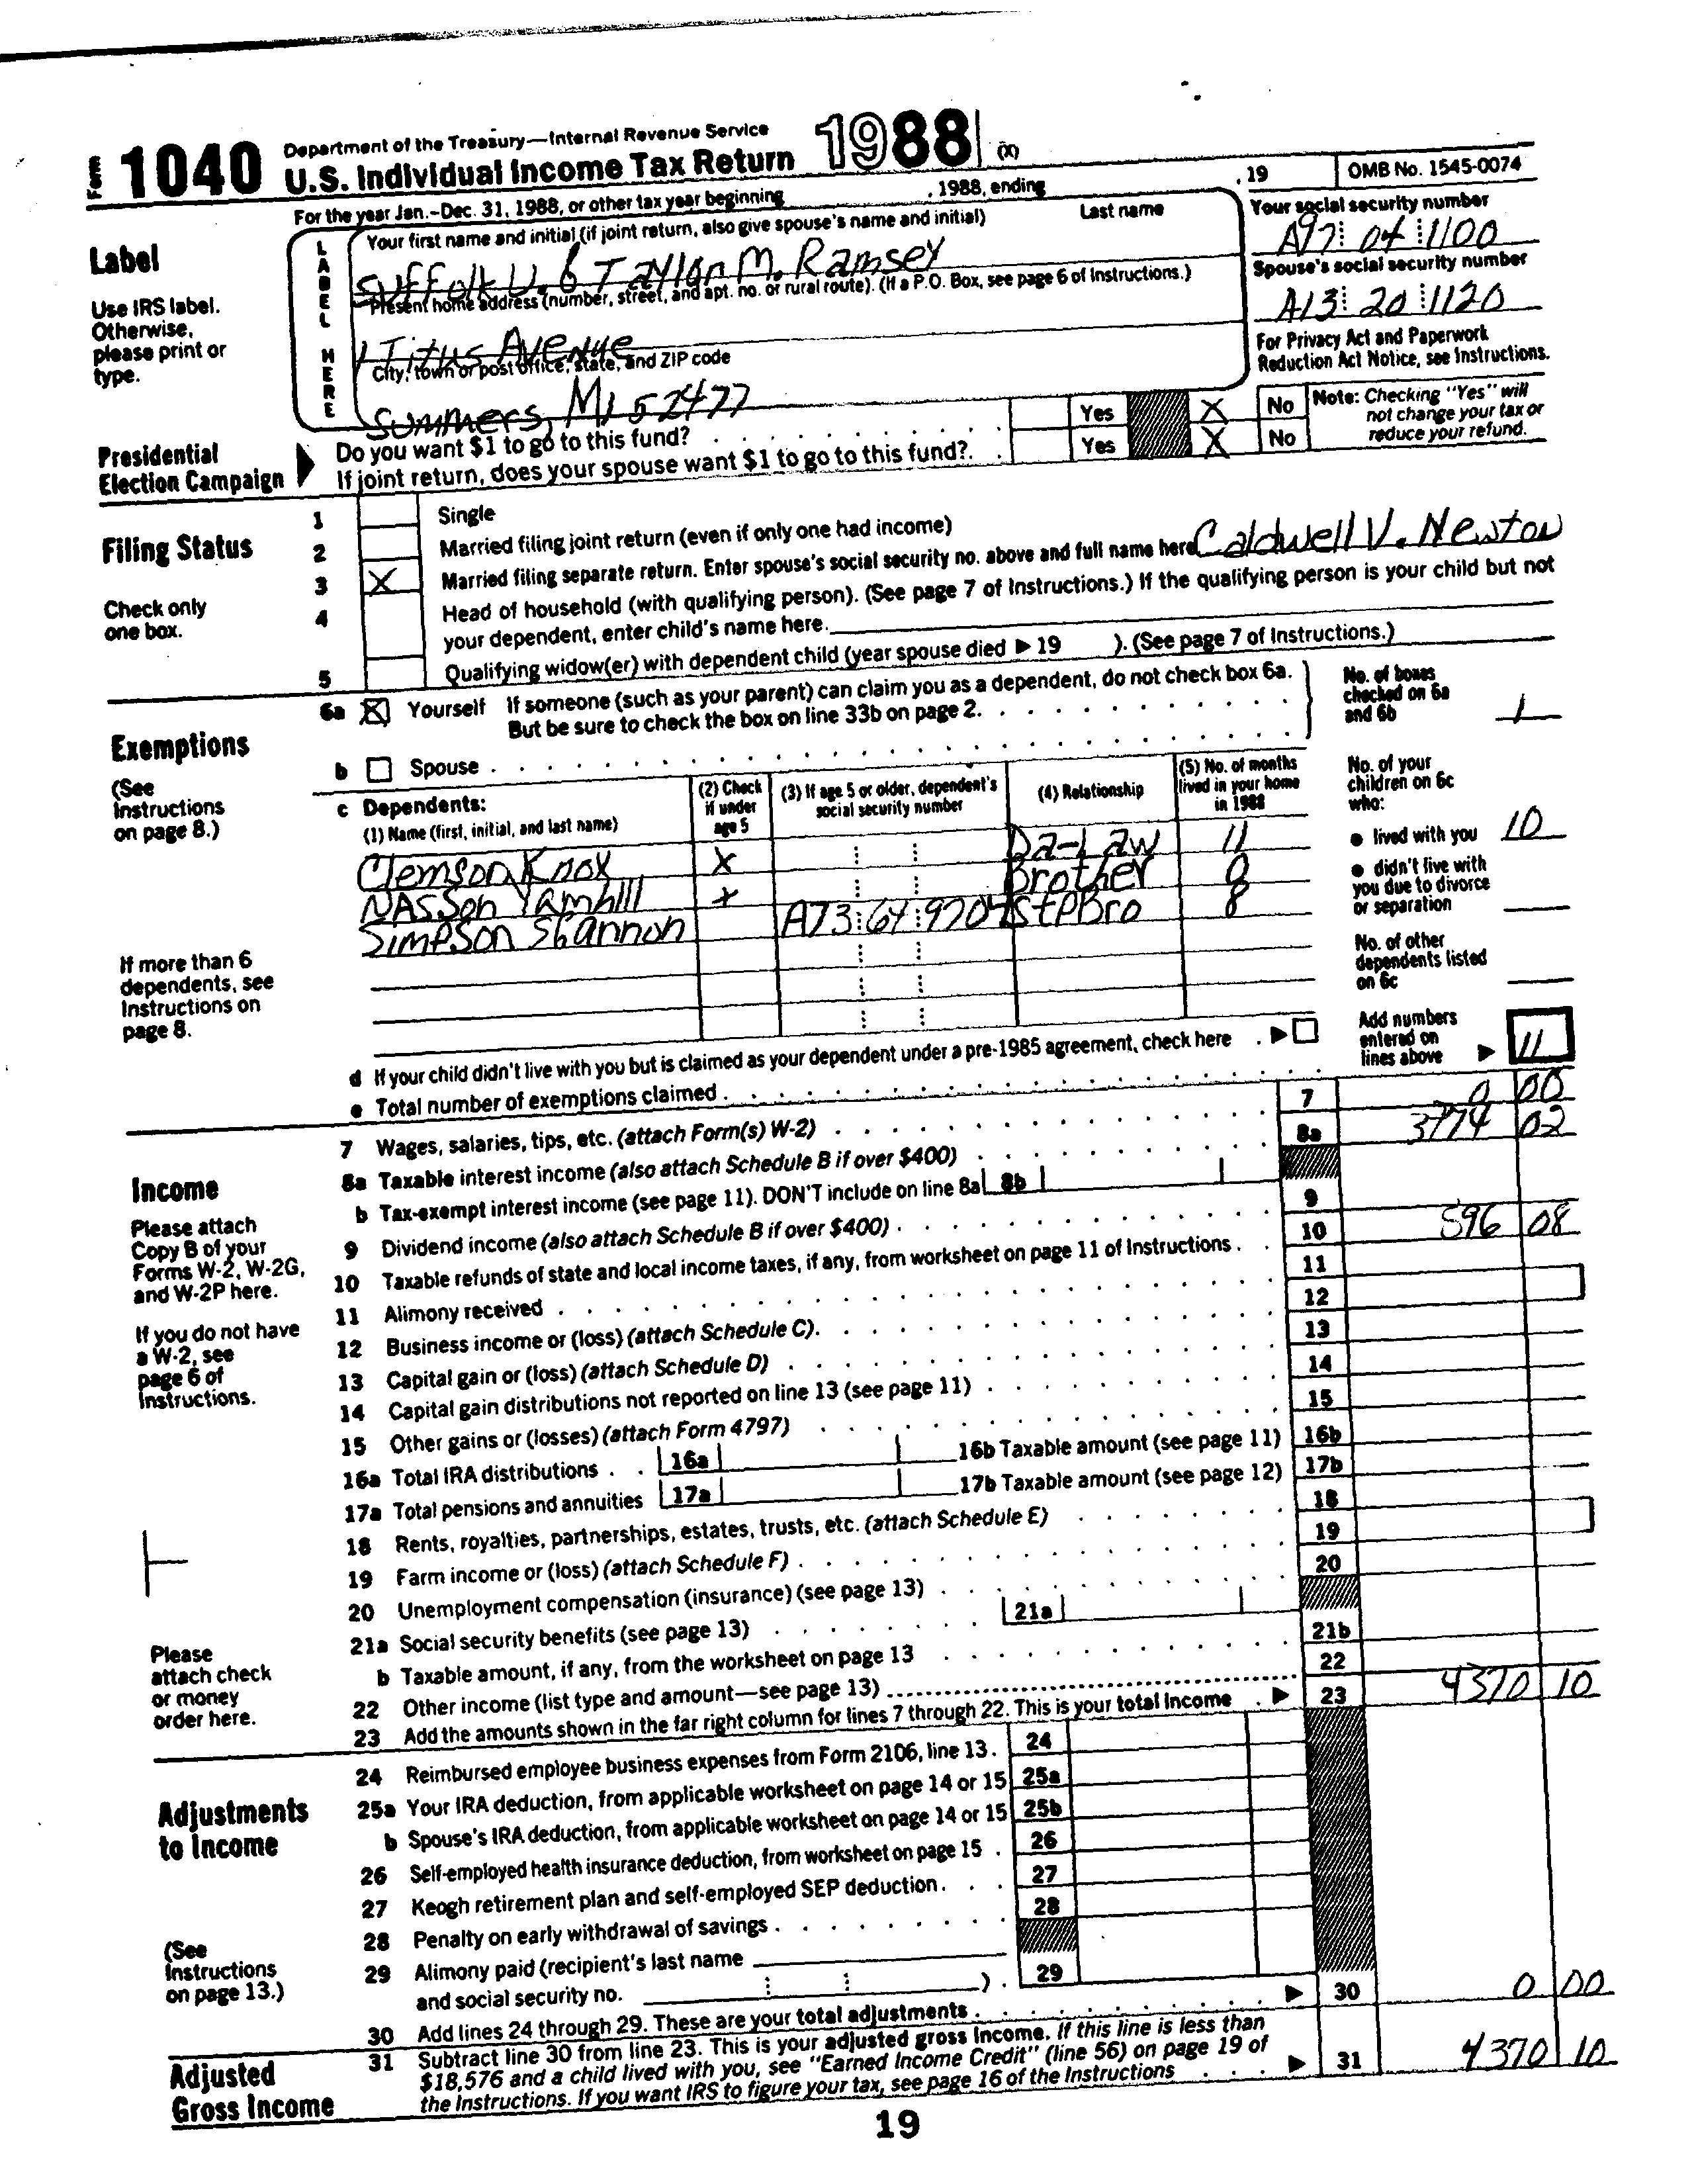 Form 1040 Department of the Treasury—Internal Revenue Service
U.S. Individual Income Tax Return 1988 (X)
For the year Jan.-Dec. 31, 1988, or other tax year beginning , 1988, ending , 19 OMB No. 1545-0074
Label
Use IRS label.
Otherwise,
please print or
type.
LABEL HERE
Your first name and initial (if joint return, also give spouse's name and initial) Last name
Suffolk U. & Taylor M. Ramsey
Your social security number
A97 04 1100
Present home address (number, street, and apt. no. or rural route). (If a P.O. Box, see page 6 of Instructions.)
1 Titus Avenue
Spouse's social security number
A13 20 1120
City, town or post office, state, and ZIP code
Summers, MI 52477
For Privacy Act and Paperwork
Reduction Act Notice, see Instructions.
Presidential
Election Campaign
Do you want $1 to go to this fund? Yes X No
If joint return, does your spouse want $1 to go to this fund?. Yes X No
Note: Checking "Yes" will
not change your tax or
reduce your refund.
Filing Status
Check only
one box.
1 Single
2 Married filing joint return (even if only one had income)
3 X Married filing separate return. Enter spouse's social security no. above and full name here Caldwell V. Newton
4 Head of household (with qualifying person). (See page 7 of Instructions.) If the qualifying person is your child but not
your dependent, enter child's name here.
5 Qualifying widow(er) with dependent child (year spouse died ▶ 19 ). (See page 7 of Instructions.)
Exemptions
(See
Instructions
on page 8.)
6a X Yourself If someone (such as your parent) can claim you as a dependent, do not check box 6a.
But be sure to check the box on line 33b on page 2.
b Spouse
No. of boxes
checked on 6a
and 6b 1
c Dependents:
(1) Name (first, initial, and last name)
(2) Check
if under
age 5
(3) If age 5 or older, dependent's
social security number
(4) Relationship
(5) No. of months
lived in your home
in 1988
Clemson Knox X Da-Law 11
Nasson Yamhill X Brother 9
Simpson Shannon A73 64 9704 StPBro 8
If more than 6
dependents, see
Instructions on
page 8.
No. of your
children on 6c
who:
● lived with you 10
● didn't live with
you due to divorce
or separation
No. of other
dependents listed
on 6c
Add numbers
entered on
lines above ▶ 11
d If your child didn't live with you but is claimed as your dependent under a pre-1985 agreement, check here ▶
e Total number of exemptions claimed
Income
Please attach
Copy B of your
Forms W-2, W-2G,
and W-2P here.
If you do not have
a W-2, see
page 6 of
Instructions.
Please
attach check
or money
order here.
7 Wages, salaries, tips, etc. (attach Form(s) W-2) 7 0 00
8a Taxable interest income (also attach Schedule B if over $400) 8a 3774 02
b Tax-exempt interest income (see page 11). DON'T include on line 8a 8b
9 Dividend income (also attach Schedule B if over $400) 9
10 Taxable refunds of state and local income taxes, if any, from worksheet on page 11 of Instructions 10 596 08
11 Alimony received 11
12 Business income or (loss) (attach Schedule C). 12
13 Capital gain or (loss) (attach Schedule D) 13
14 Capital gain distributions not reported on line 13 (see page 11) 14
15 Other gains or (losses) (attach Form 4797) 15
16a Total IRA distributions 16a 16b Taxable amount (see page 11) 16b
17a Total pensions and annuities 17a 17b Taxable amount (see page 12) 17b
18 Rents, royalties, partnerships, estates, trusts, etc. (attach Schedule E) 18
19 Farm income or (loss) (attach Schedule F) 19
20 Unemployment compensation (insurance) (see page 13) 20
21a Social security benefits (see page 13) 21a
b Taxable amount, if any, from the worksheet on page 13 21b
22 Other income (list type and amount—see page 13) 22
23 Add the amounts shown in the far right column for lines 7 through 22. This is your total income ▶ 23 4370 10
Adjustments
to Income
(See
Instructions
on page 13.)
24 Reimbursed employee business expenses from Form 2106, line 13. 24
25a Your IRA deduction, from applicable worksheet on page 14 or 15 25a
b Spouse's IRA deduction, from applicable worksheet on page 14 or 15 25b
26 Self-employed health insurance deduction, from worksheet on page 15 26
27 Keogh retirement plan and self-employed SEP deduction 27
28 Penalty on early withdrawal of savings 28
29 Alimony paid (recipient's last name
and social security no. ) 29
30 Add lines 24 through 29. These are your total adjustments ▶ 30 0 00
Adjusted
Gross Income
31 Subtract line 30 from line 23. This is your adjusted gross income. If this line is less than
$18,576 and a child lived with you, see "Earned Income Credit" (line 56) on page 19 of
the Instructions. If you want IRS to figure your tax, see page 16 of the Instructions ▶ 31 4370 10
19